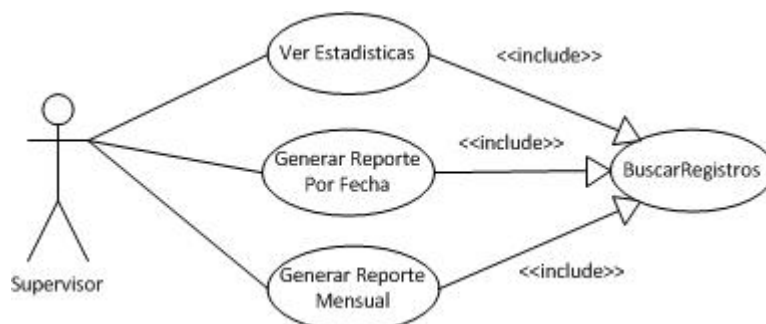 Ver Estadisticas
<<include>>
Generar Reporte
Por Fecha
<<include>>
BuscarRegistros
Generar Reporte
Mensual
<<include>>
Supervisor